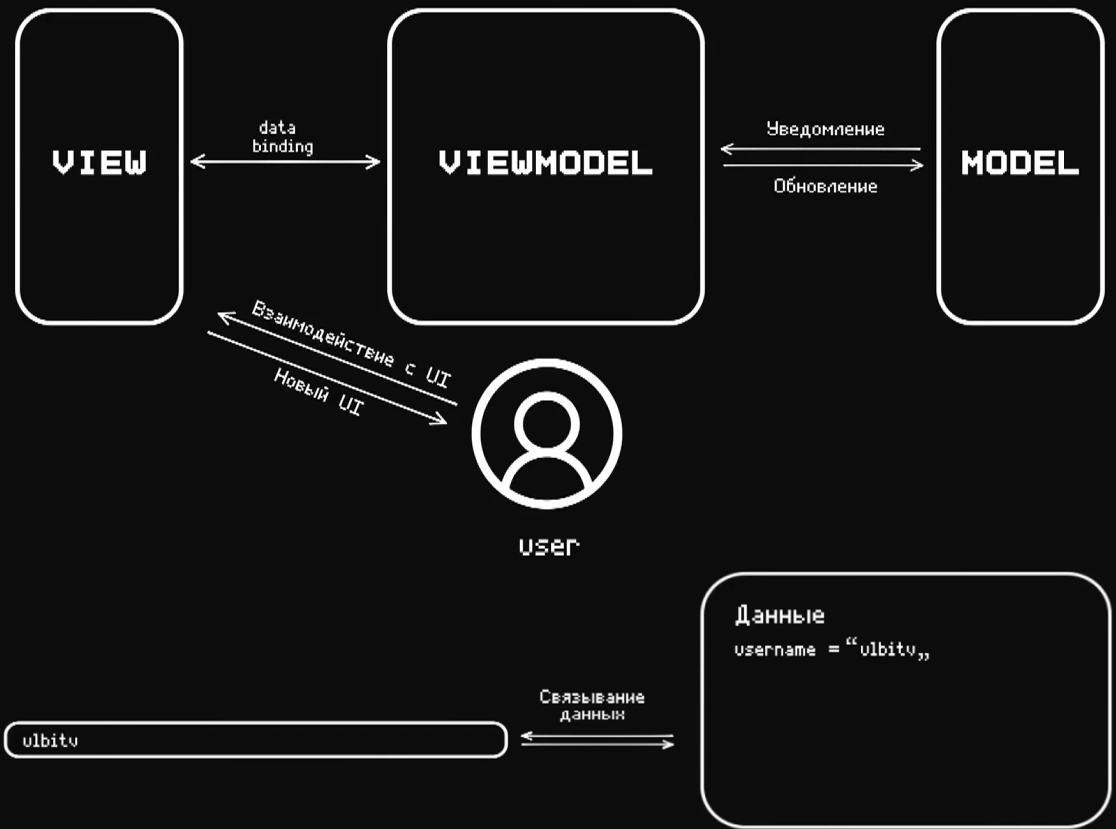 data
binding
Уведомление
VIEW
VIEWMODEL
MODEL
Обновление
Взаимодействие с UI
Новый UI
user
Данные
username = “ulbitv„
Связывание
данных
ulbitv